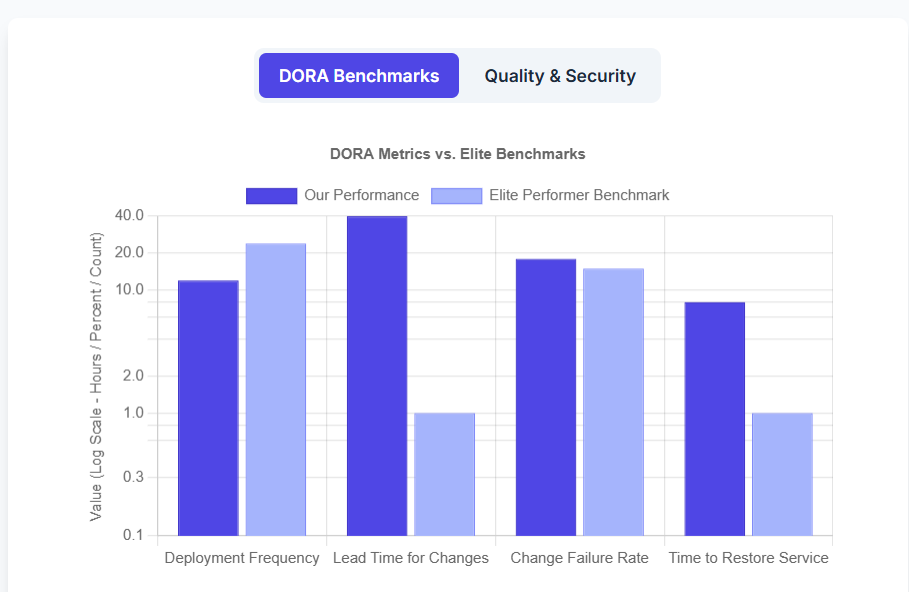 DORA Benchmarks
Quality & Security
DORA Metrics vs. Elite Benchmarks
Our Performance
Elite Performer Benchmark
Value (Log Scale - Hours / Percent / Count)
40.0
20.0
10.0
2.0
1.0
0.3
0.1
Deployment Frequency
Lead Time for Changes
Change Failure Rate
Time to Restore Service